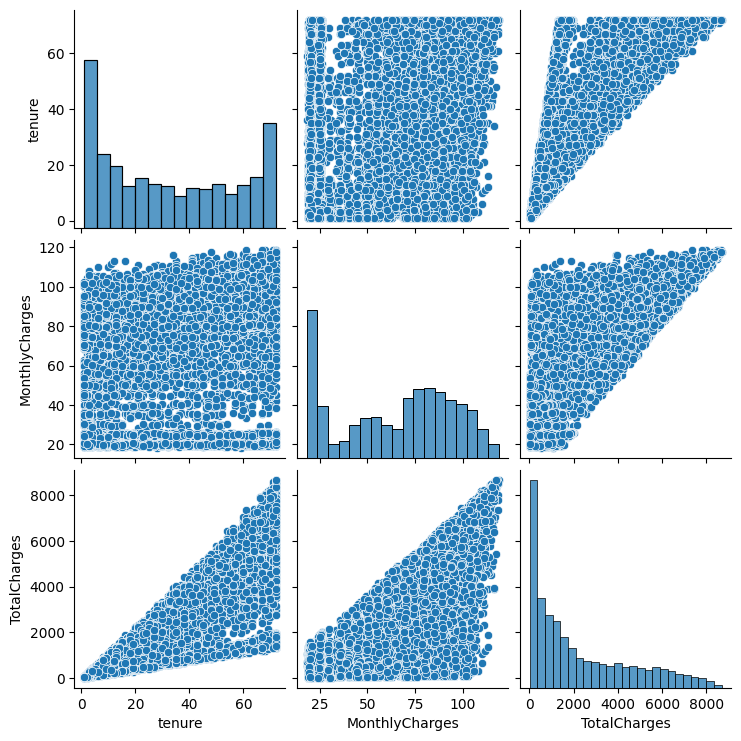 tenure
60
40
20
0
MonthlyCharges
120
100
80
60
40
20
TotalCharges
8000
6000
4000
2000
0
0 20 40 60
25 50 75 100
0 2000 4000 6000 8000
tenure
MonthlyCharges
TotalCharges